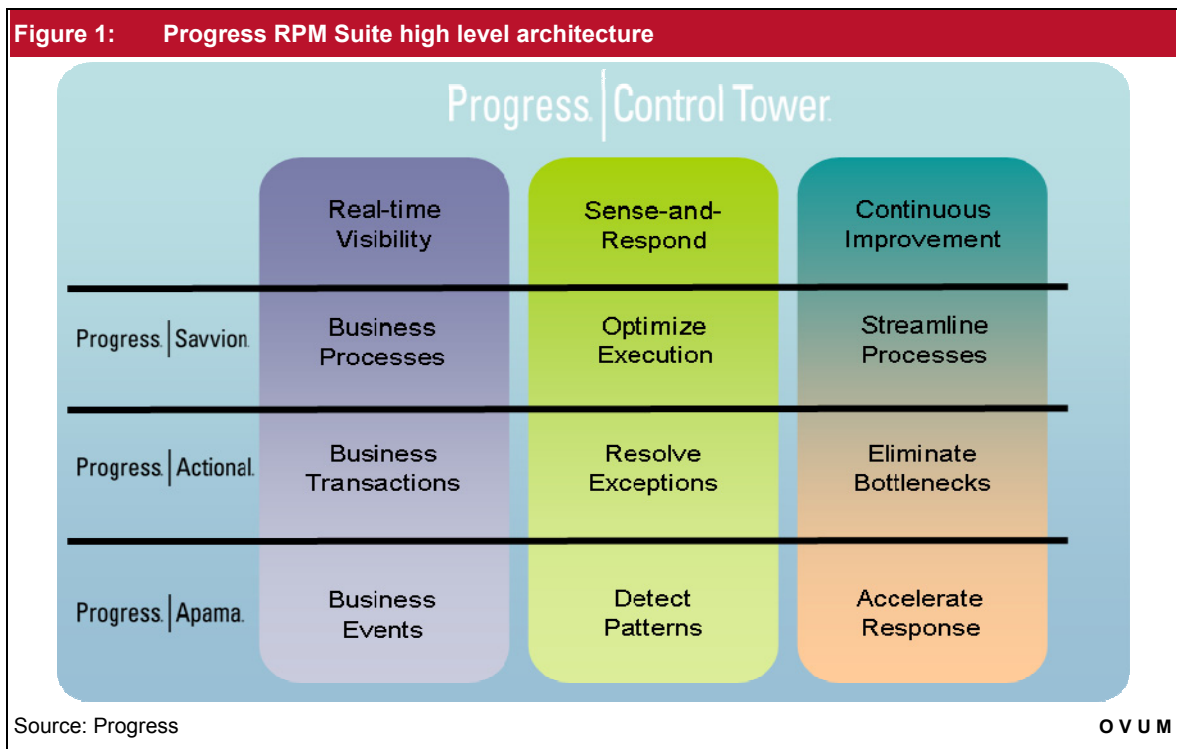 Figure 1: Progress RPM Suite high level architecture
Progress. | Control Tower.
Real-time
Visibility
Sense-and-
Respond
Continuous
Improvement
Progress. | Savvion.
Business
Processes
Optimize
Execution
Streamline
Processes
Progress. | Actional.
Business
Transactions
Resolve
Exceptions
Eliminate
Bottlenecks
Progress. | Apama.
Business
Events
Detect
Patterns
Accelerate
Response
Source: Progress
OVUM